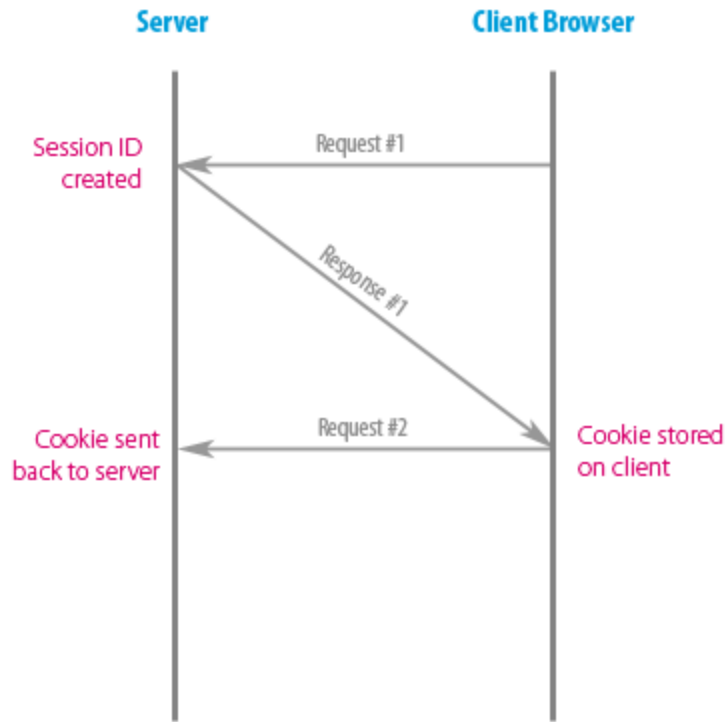 Server
Client Browser
Request #1
Session ID
created
Response #1
Request #2
Cookie sent
back to server
Cookie stored
on client